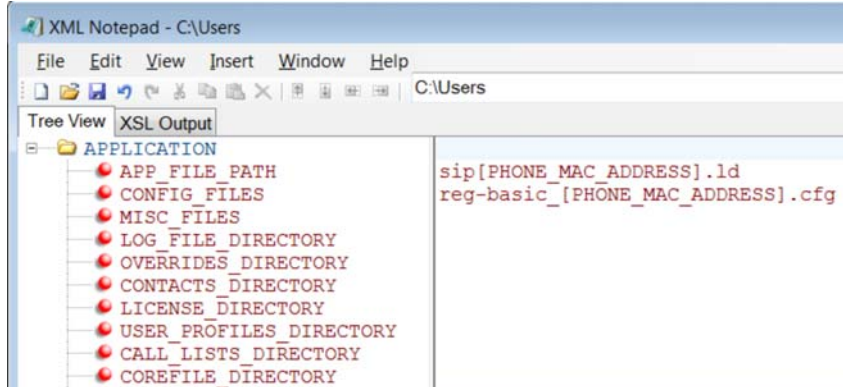 XML Notepad - C:\Users
File Edit View Insert Window Help
C:\Users
Tree View XSL Output
APPLICATION
APP_FILE_PATH sip[PHONE_MAC_ADDRESS].ld
CONFIG_FILES reg-basic_[PHONE_MAC_ADDRESS].cfg
MISC_FILES
LOG_FILE_DIRECTORY
OVERRIDES_DIRECTORY
CONTACTS_DIRECTORY
LICENSE_DIRECTORY
USER_PROFILES_DIRECTORY
CALL_LISTS_DIRECTORY
COREFILE_DIRECTORY